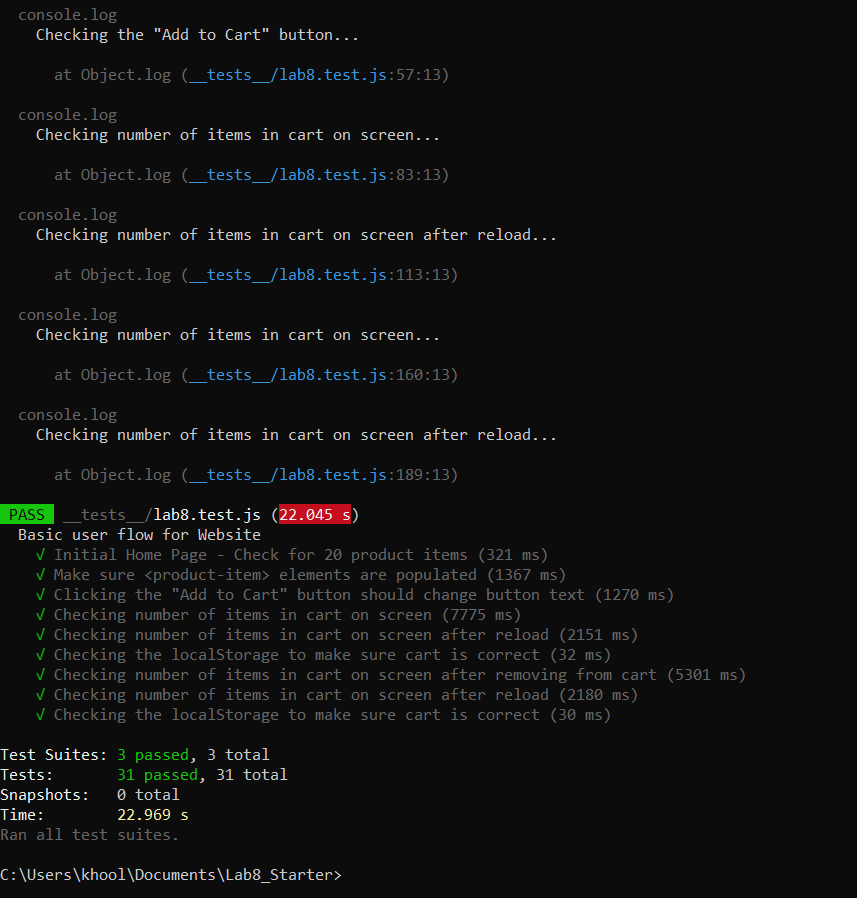 console.log
Checking the "Add to Cart" button...
at Object.log (__tests__/lab8.test.js:57:13)
console.log
Checking number of items in cart on screen...
at Object.log (__tests__/lab8.test.js:83:13)
console.log
Checking number of items in cart on screen after reload...
at Object.log (__tests__/lab8.test.js:113:13)
console.log
Checking number of items in cart on screen...
at Object.log (__tests__/lab8.test.js:160:13)
console.log
Checking number of items in cart on screen after reload...
at Object.log (__tests__/lab8.test.js:189:13)
PASS __tests__/lab8.test.js (22.045 s)
Basic user flow for Website
√ Initial Home Page - Check for 20 product items (321 ms)
√ Make sure <product-item> elements are populated (1367 ms)
√ Clicking the "Add to Cart" button should change button text (1270 ms)
√ Checking number of items in cart on screen (7775 ms)
√ Checking number of items in cart on screen after reload (2151 ms)
√ Checking the localStorage to make sure cart is correct (32 ms)
√ Checking number of items in cart on screen after removing from cart (5301 ms)
√ Checking number of items in cart on screen after reload (2180 ms)
√ Checking the localStorage to make sure cart is correct (30 ms)
Test Suites: 3 passed, 3 total
Tests: 31 passed, 31 total
Snapshots: 0 total
Time: 22.969 s
Ran all test suites.
C:\Users\khool\Documents\Lab8_Starter>